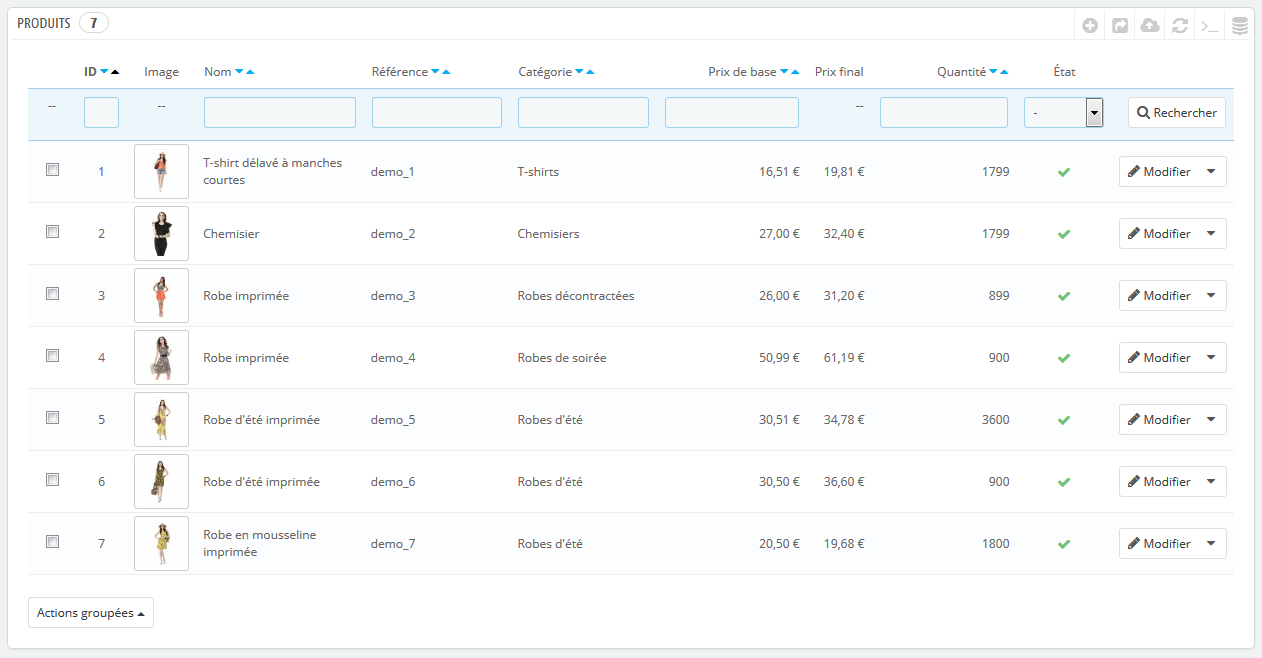 PRODUITS 7
ID Image Nom Référence Catégorie Prix de base Prix final Quantité État
-- -- -- - Rechercher
1 T-shirt délavé à manches courtes demo_1 T-shirts 16,51 € 19,81 € 1799 Modifier
2 Chemisier demo_2 Chemisiers 27,00 € 32,40 € 1799 Modifier
3 Robe imprimée demo_3 Robes décontractées 26,00 € 31,20 € 899 Modifier
4 Robe imprimée demo_4 Robes de soirée 50,99 € 61,19 € 900 Modifier
5 Robe d'été imprimée demo_5 Robes d'été 30,51 € 34,78 € 3600 Modifier
6 Robe d'été imprimée demo_6 Robes d'été 30,50 € 36,60 € 900 Modifier
7 Robe en mousseline imprimée demo_7 Robes d'été 20,50 € 19,68 € 1800 Modifier
Actions groupées